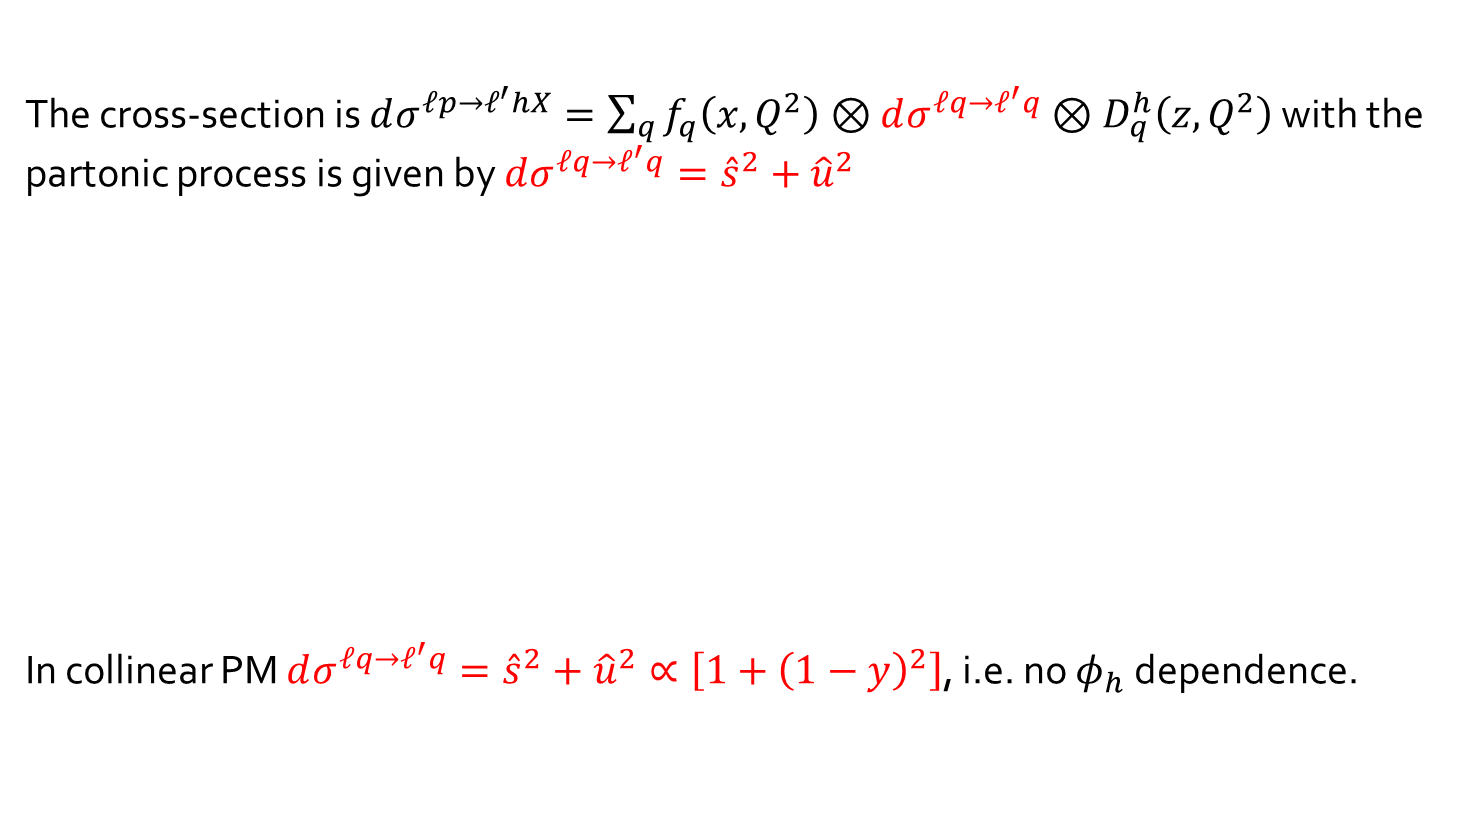 The cross-section is 𝑑𝜎^{ℓ𝑝→ℓ′ℎ𝑋} = ∑_𝑞 𝑓_𝑞(𝑥, 𝑄²) ⊗ 𝑑𝜎^{ℓ𝑞→ℓ′𝑞} ⊗ 𝐷_𝑞^ℎ(𝑧, 𝑄²) with the
partonic process is given by 𝑑𝜎^{ℓ𝑞→ℓ′𝑞} = 𝑠̂² + 𝑢̂²
In collinear PM 𝑑𝜎^{ℓ𝑞→ℓ′𝑞} = 𝑠̂² + 𝑢̂² ∝ [1 + (1 − 𝑦)²], i.e. no 𝜙_ℎ dependence.